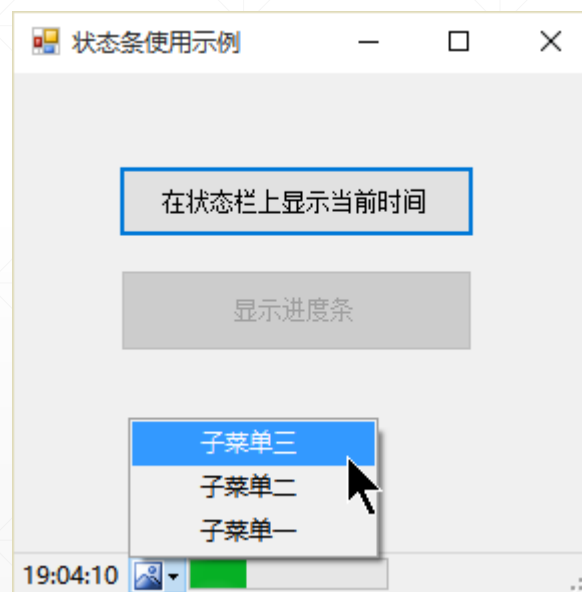 状态条使用示例
在状态栏上显示当前时间
显示进度条
子菜单三
子菜单二
子菜单一
19:04:10